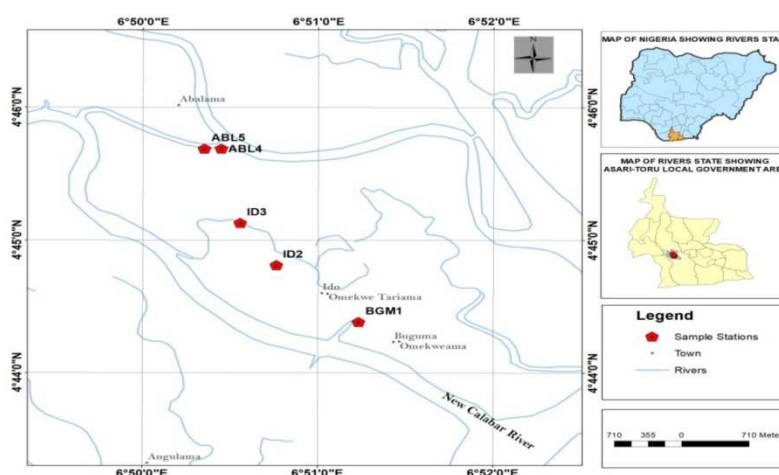 6°50'0"E 6°51'0"E 6°52'0"E
N
Abalama
4°46'0"N
4°46'0"N
ABL5
ABL4
ID3
4°45'0"N
4°45'0"N
ID2
Ido
Omekwe Tariama
BGM1
Buguma
Omekweama
4°44'0"N
4°44'0"N
New Calabar River
Angulama
6°50'0"E 6°51'0"E 6°52'0"E
MAP OF NIGERIA SHOWING RIVERS STA
MAP OF RIVERS STATE SHOWING
ASARI-TORU LOCAL GOVERNMENT AREA
Legend
Sample Stations
Town
Rivers
710 355 0 710 Mete